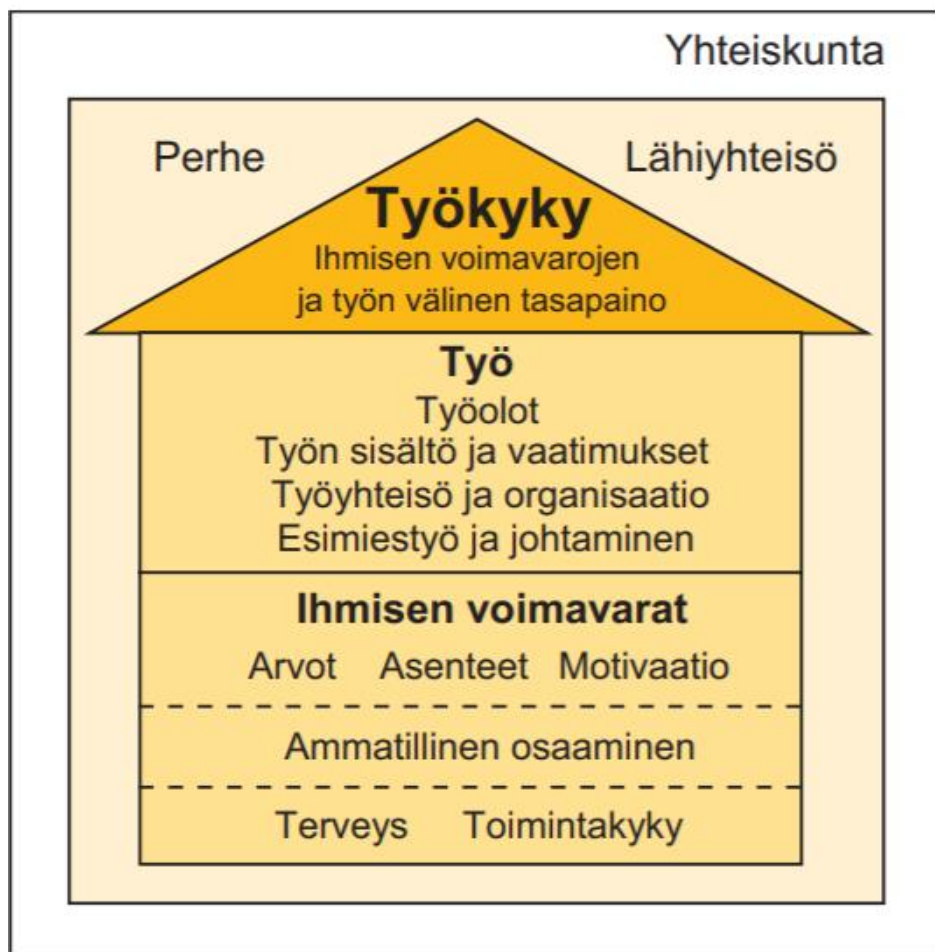 Yhteiskunta
Perhe Lähiyhteisö
Työkyky
Ihmisen voimavarojen
ja työn välinen tasapaino
Työ
Työolot
Työn sisältö ja vaatimukset
Työyhteisö ja organisaatio
Esimiestyö ja johtaminen
Ihmisen voimavarat
Arvot Asenteet Motivaatio
Ammatillinen osaaminen
Terveys Toimintakyky